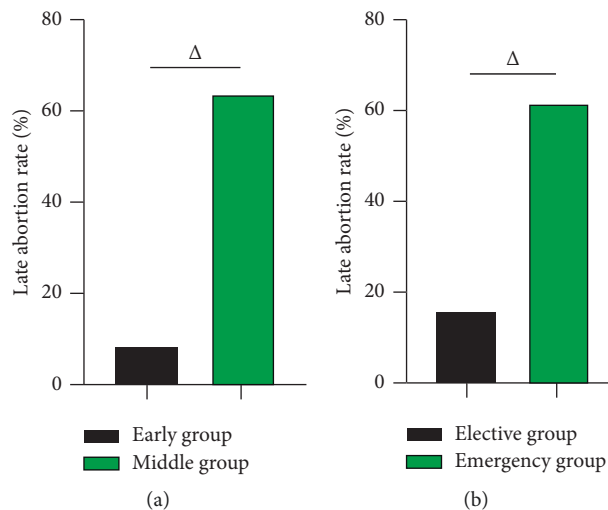 80
60
40
20
0
Late abortion rate (%)
Δ
Early group
Middle group
(a)
80
60
40
20
0
Late abortion rate (%)
Δ
Elective group
Emergency group
(b)